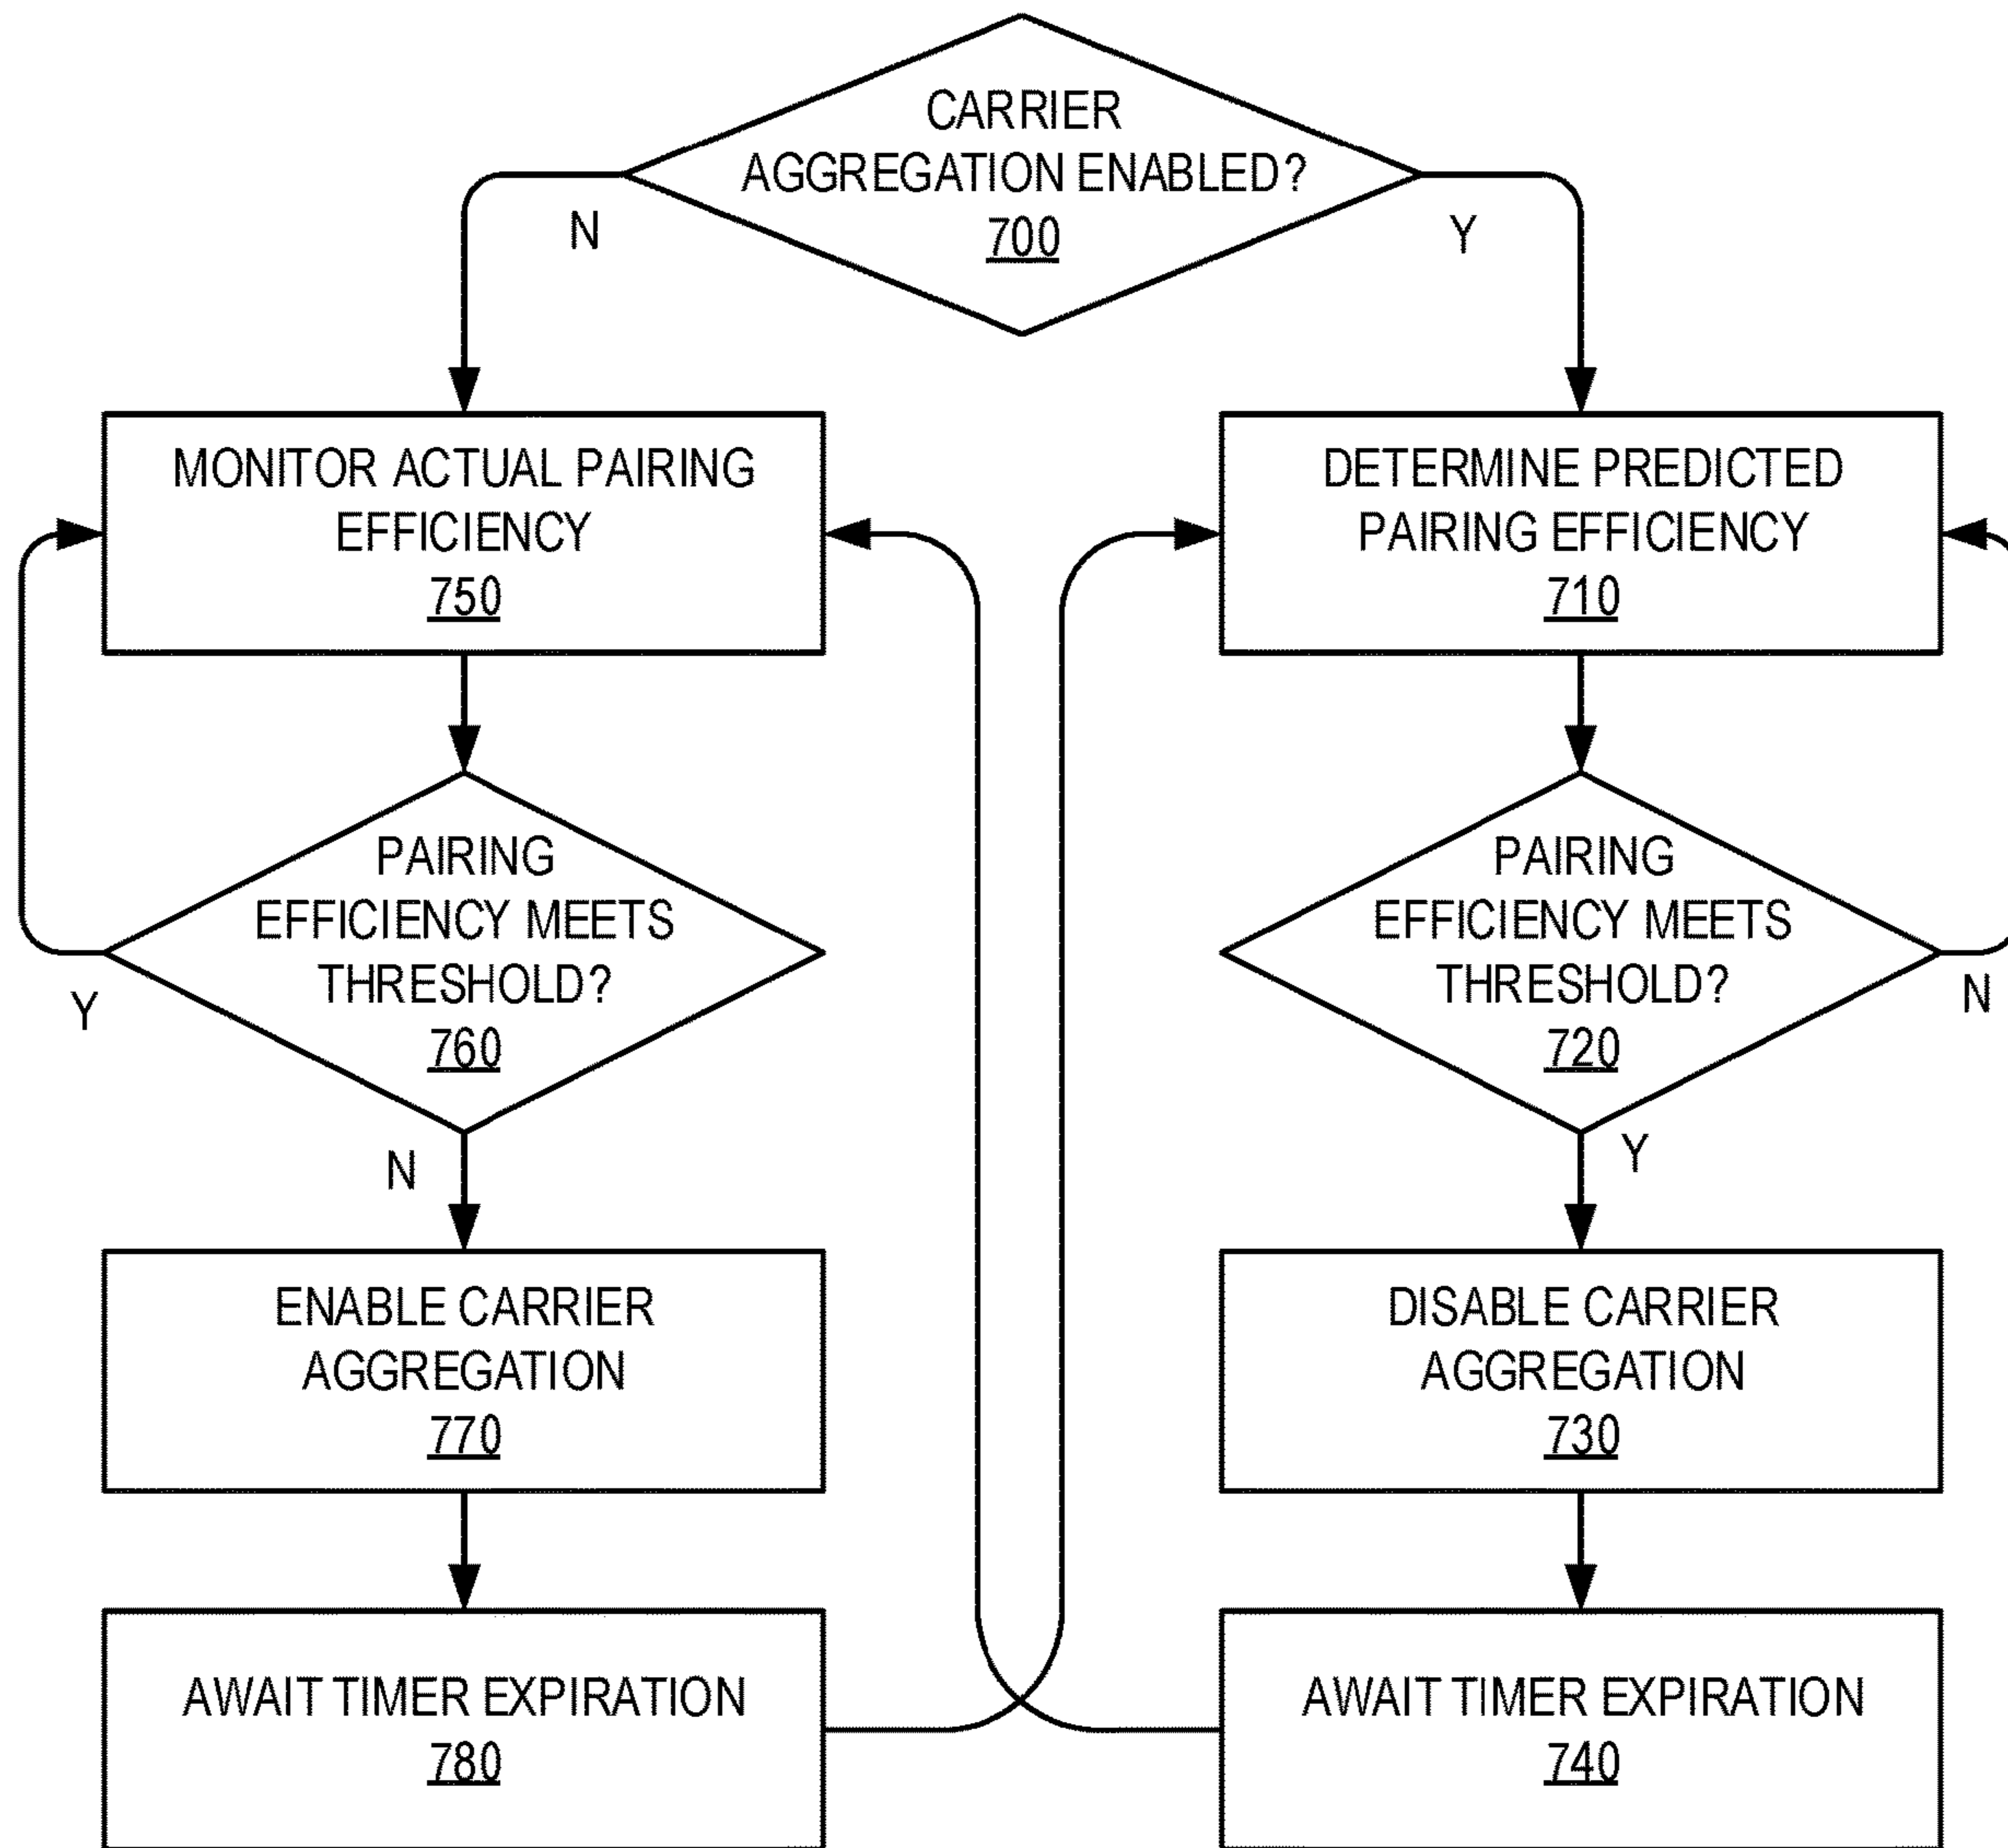 CARRIER
AGGREGATION ENABLED?
700
N
Y
MONITOR ACTUAL PAIRING
EFFICIENCY
750
DETERMINE PREDICTED
PAIRING EFFICIENCY
710
PAIRING
EFFICIENCY MEETS
THRESHOLD?
760
Y
N
PAIRING
EFFICIENCY MEETS
THRESHOLD?
720
N
Y
ENABLE CARRIER
AGGREGATION
770
DISABLE CARRIER
AGGREGATION
730
AWAIT TIMER EXPIRATION
780
AWAIT TIMER EXPIRATION
740